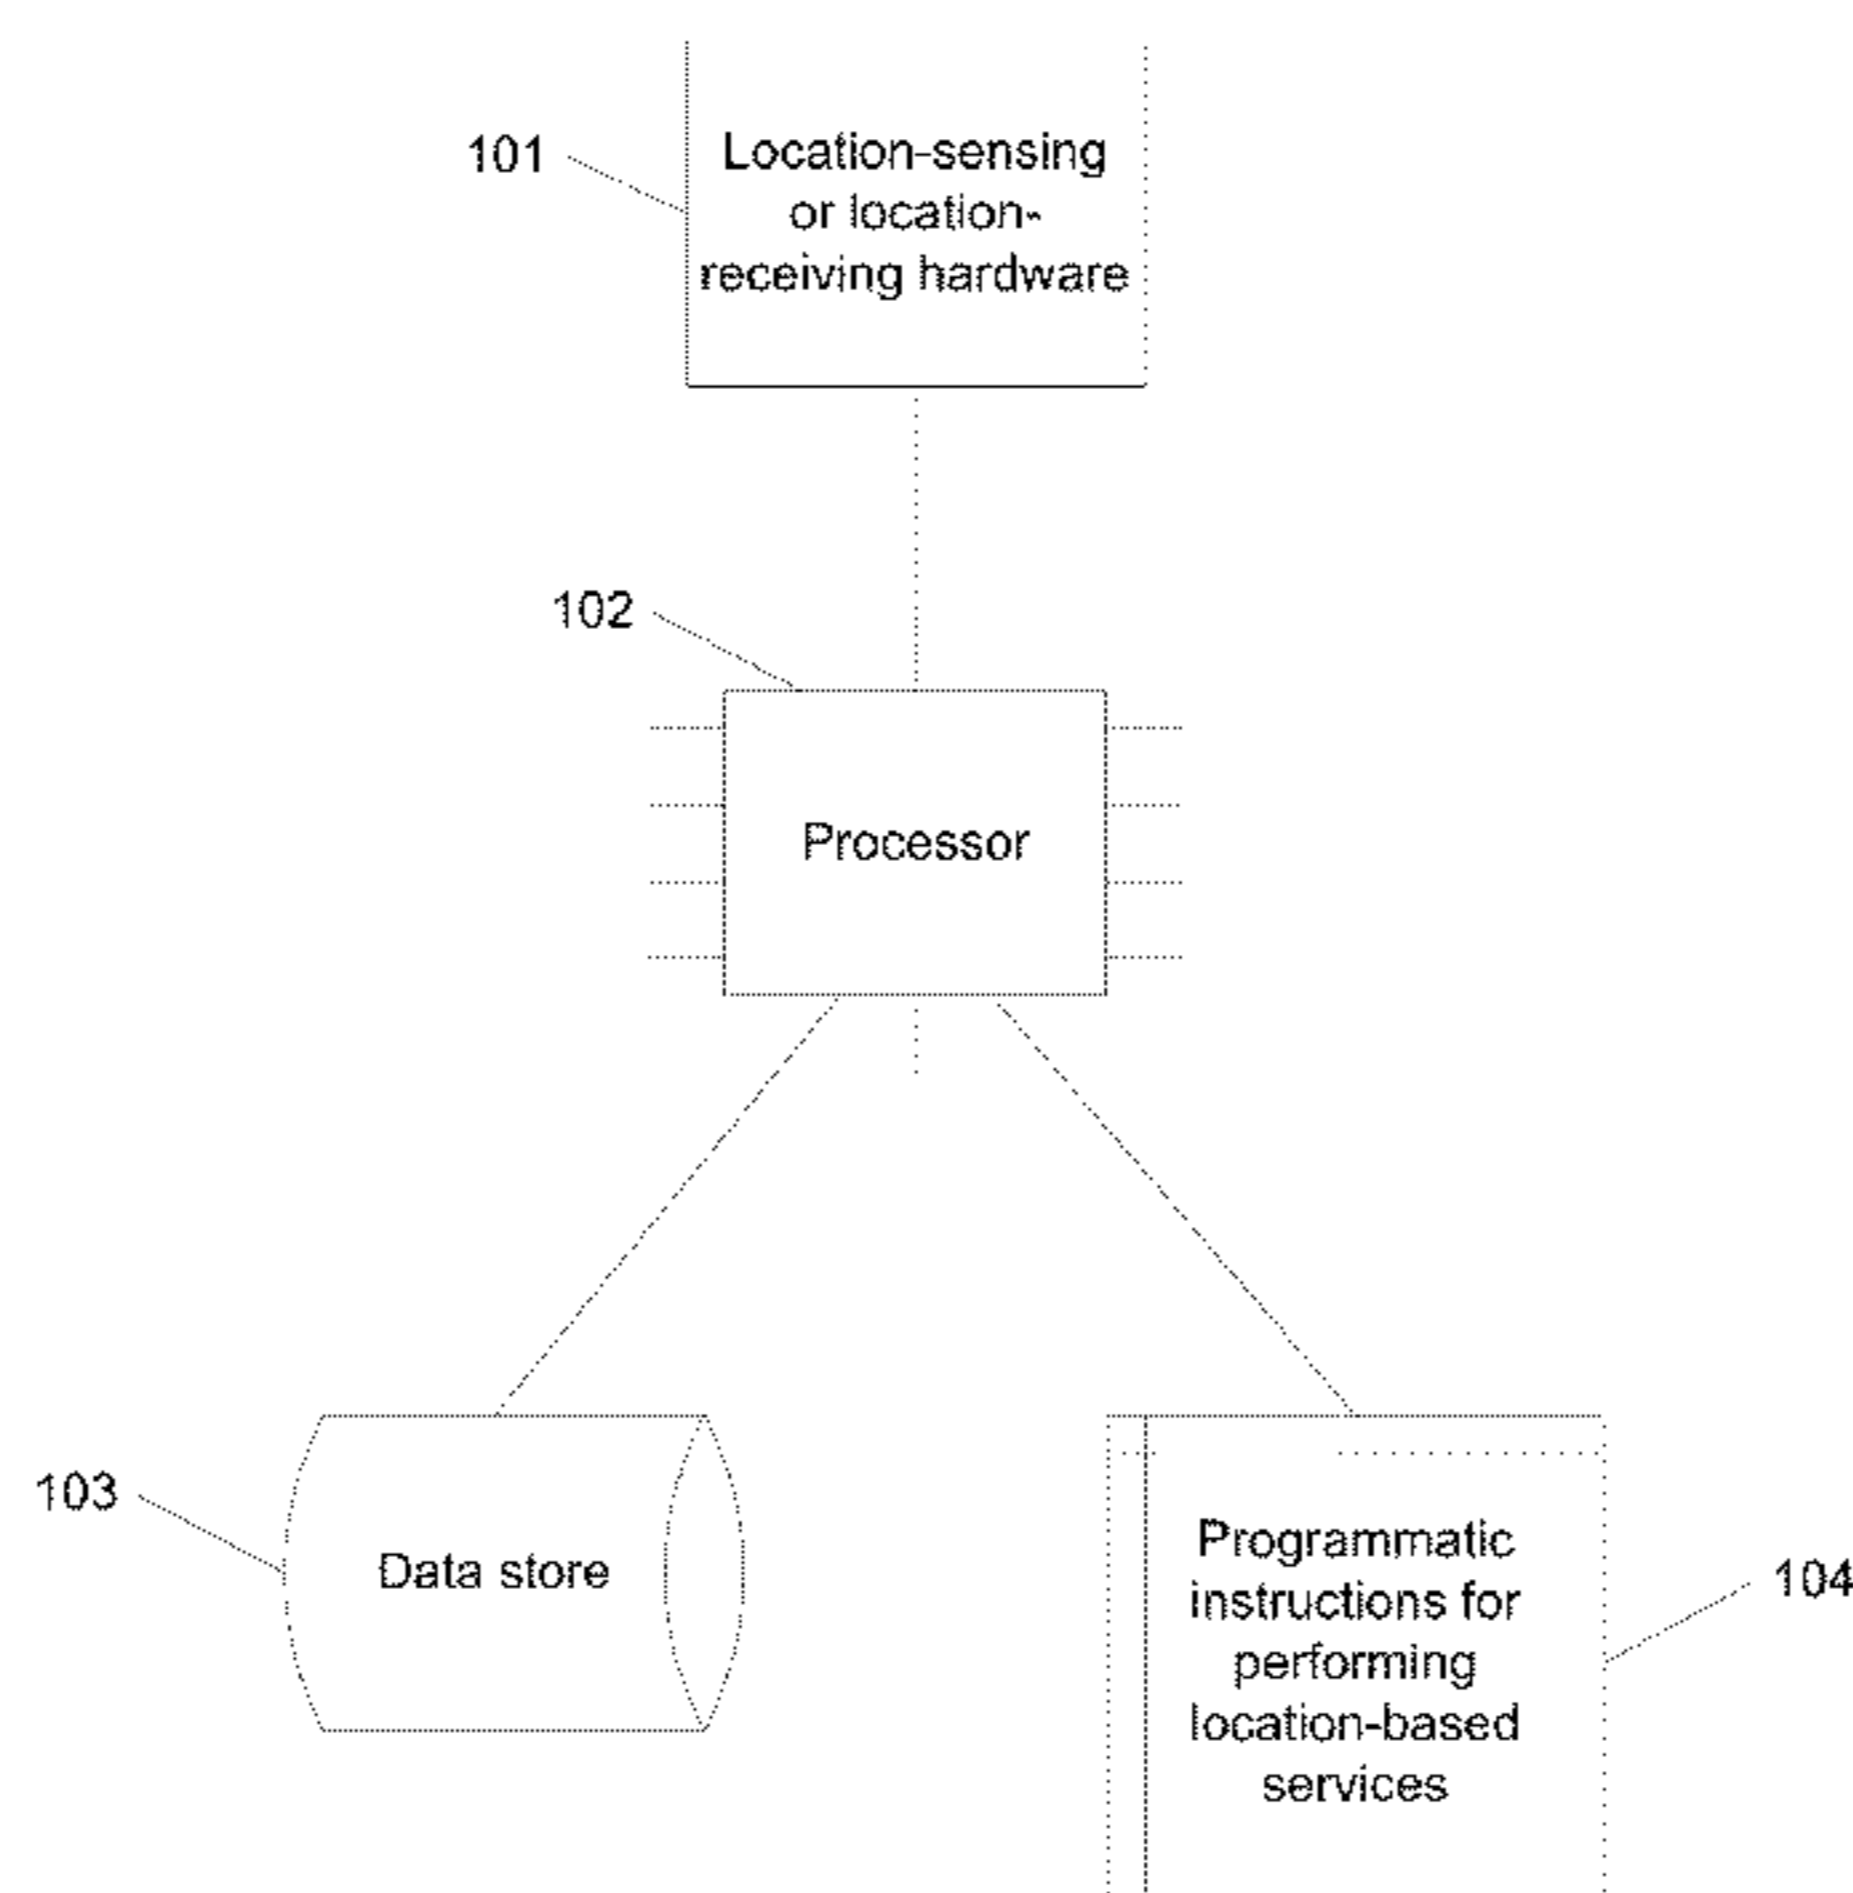 101
Location-sensing
or location-
receiving hardware
102
Processor
103
Data store
Programmatic
instructions for
performing
location-based
services
104